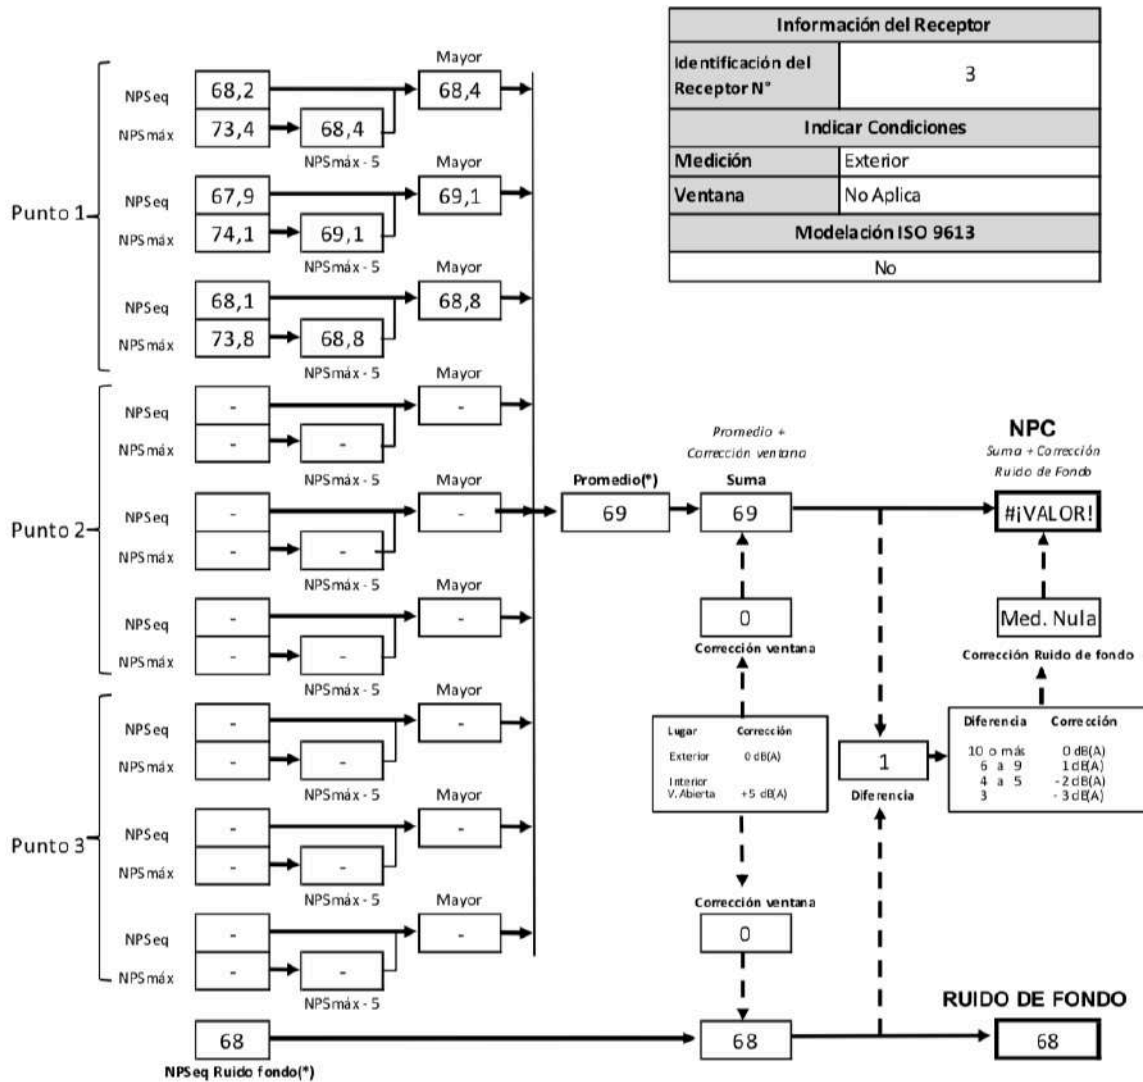 Información del Receptor
Identificación del Receptor N° 3
Indicar Condiciones
Medición Exterior
Ventana No Aplica
Modelación ISO 9613
No
Punto 1
Mayor
NPSeq 68,2 68,4
NPSmáx 73,4 68,4
NPSmáx - 5
Mayor
NPSeq 67,9 69,1
NPSmáx 74,1 69,1
NPSmáx - 5
Mayor
NPSeq 68,1 68,8
NPSmáx 73,8 68,8
NPSmáx - 5
Punto 2
Mayor
NPSeq - -
NPSmáx - -
NPSmáx - 5
Mayor
NPSeq - -
NPSmáx - -
NPSmáx - 5
Mayor
NPSeq - -
NPSmáx - -
NPSmáx - 5
Punto 3
Mayor
NPSeq - -
NPSmáx - -
NPSmáx - 5
Mayor
NPSeq - -
NPSmáx - -
NPSmáx - 5
Mayor
NPSeq - -
NPSmáx - -
NPSmáx - 5
68
NPSeq Ruido fondo(*)
Promedio(*)
69
Promedio +
Corrección ventana
Suma
69
0
Corrección ventana
Lugar Corrección
Exterior 0 dB(A)
Interior
V. Abierta +5 dB(A)
Corrección ventana
0
68
NPC
Suma + Corrección
Ruido de Fondo
#¡VALOR!
Med. Nula
Corrección Ruido de fondo
1
Diferencia
Diferencia Corrección
10 o más 0 dB(A)
6 a 9 1 dB(A)
4 a 5 -2 dB(A)
3 -3 dB(A)
RUIDO DE FONDO
68